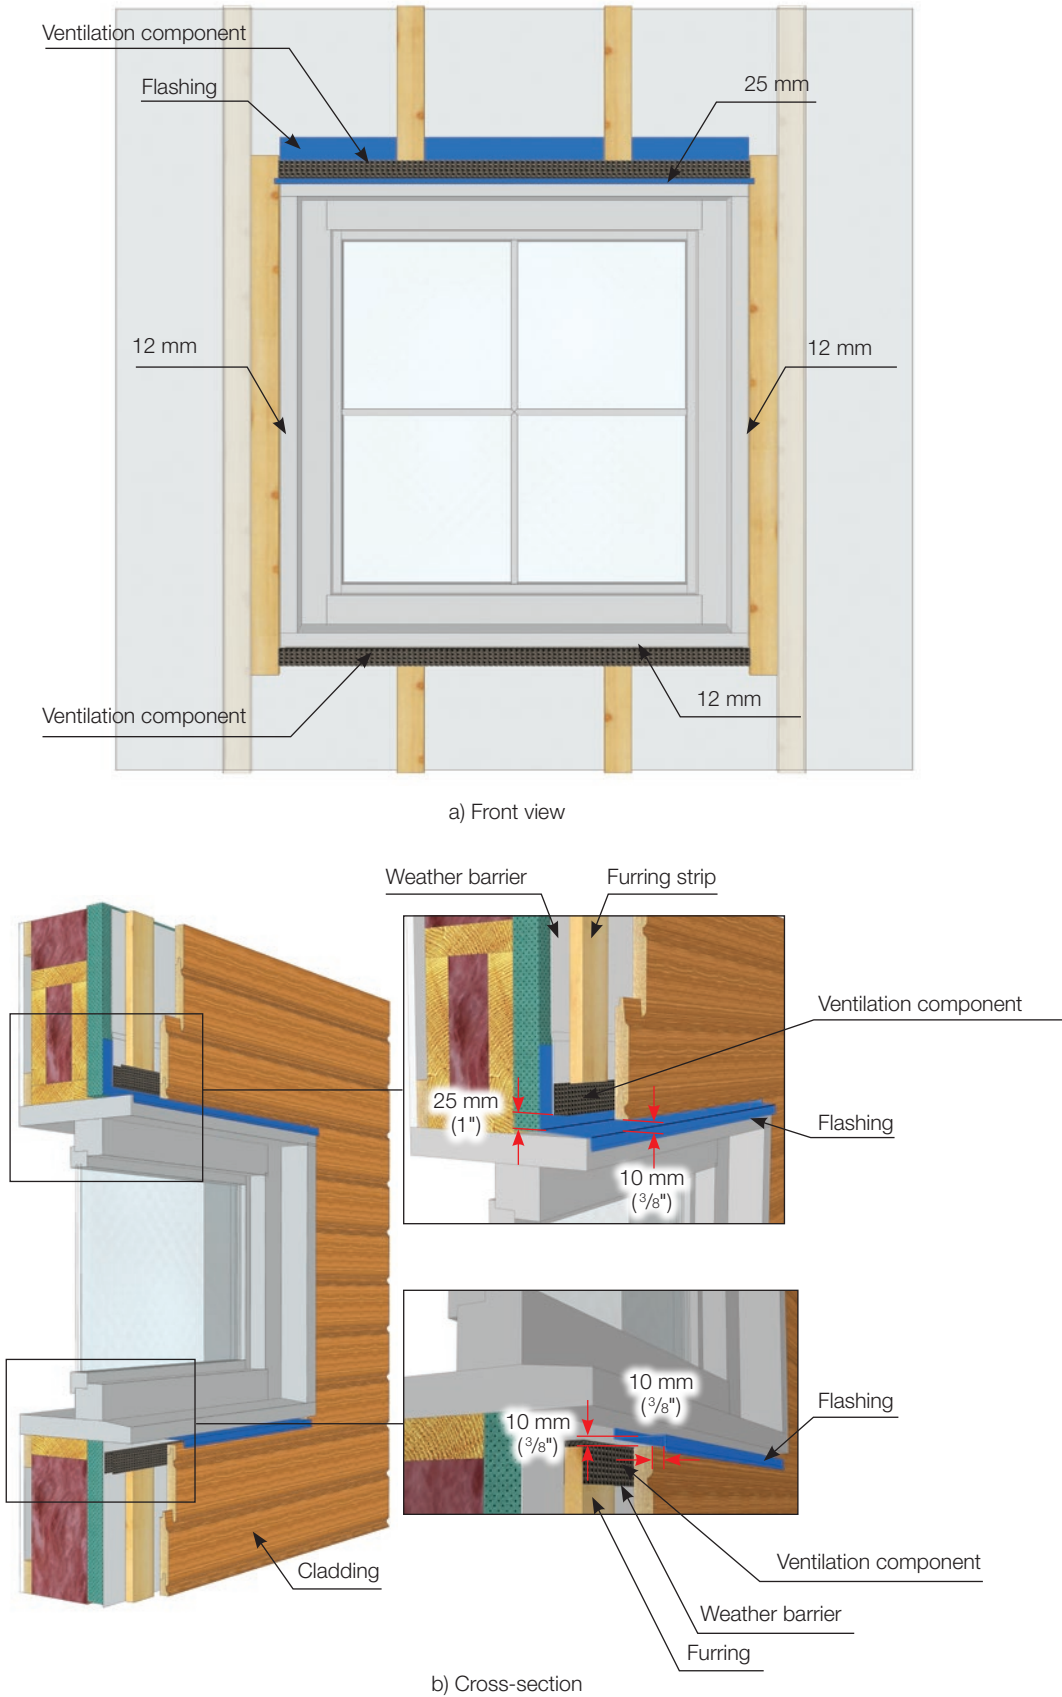 Ventilation component
Flashing
25 mm
12 mm
12 mm
12 mm
Ventilation component
a) Front view
Weather barrier
Furring strip
Ventilation component
25 mm
(1")
Flashing
10 mm
(3/8")
10 mm
(3/8")
Flashing
10 mm
(3/8")
Ventilation component
Cladding
Weather barrier
Furring
b) Cross-section